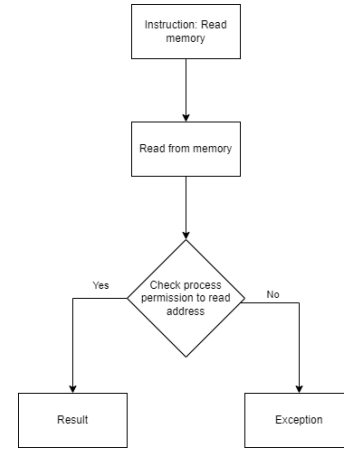 Instruction: Read
memory
Read from memory
Check process
permission to read
address
Yes
No
Result
Exception